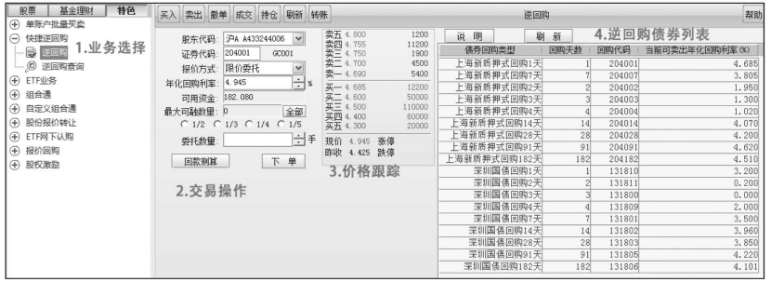 股票 基金理财 特色
买入 卖出 撤单 成交 持仓 刷新 转账 逆回购 帮助
单账户批量买卖
快捷逆回购
逆回购
逆回购查询
ETF业务
组合通
自定义组合通
股份报价转让
ETF网下认购
报价回购
股权激励
1.业务选择
股东代码: 沪A A433244006
证券代码: 204001 GC001
报价方式: 限价委托
年化回购利率: 4.945 %
可用资金: 182.080
最大可融数量: 0 全部
1/2 1/3 1/4 1/5
委托数量: 手
回款测算 下 单
2.交易操作
卖五 4.800 1200
卖四 4.755 11200
卖三 4.750 1900
卖二 4.700 4500
卖一 4.690 5400
买一 4.685 12200
买二 4.600 50000
买三 4.500 110000
买四 4.400 60000
买五 4.300 20000
现价 4.945 涨停
昨收 4.425 跌停
3.价格跟踪
说 明 刷 新 4.逆回购债券列表
债券回购类型 回购天数 回购代码 当前可卖出年化回购利率(%)
上海新质押式回购1天 1 204001 4.685
上海新质押式回购7天 7 204007 3.805
上海新质押式回购2天 2 204002 1.950
上海新质押式回购3天 3 204003 1.300
上海新质押式回购4天 4 204004 1.020
上海新质押式回购14天 14 204014 4.070
上海新质押式回购28天 28 204028 4.200
上海新质押式回购91天 91 204091 4.620
上海新质押式回购182天 182 204182 4.510
深圳国债回购1天 1 131810 3.200
深圳国债回购2天 2 131811 0.200
深圳国债回购3天 3 131800 0.000
深圳国债回购4天 4 131809 2.000
深圳国债回购7天 7 131801 3.500
深圳国债回购14天 14 131802 3.960
深圳国债回购28天 28 131803 3.850
深圳国债回购91天 91 131805 4.220
深圳国债回购182天 182 131806 4.101